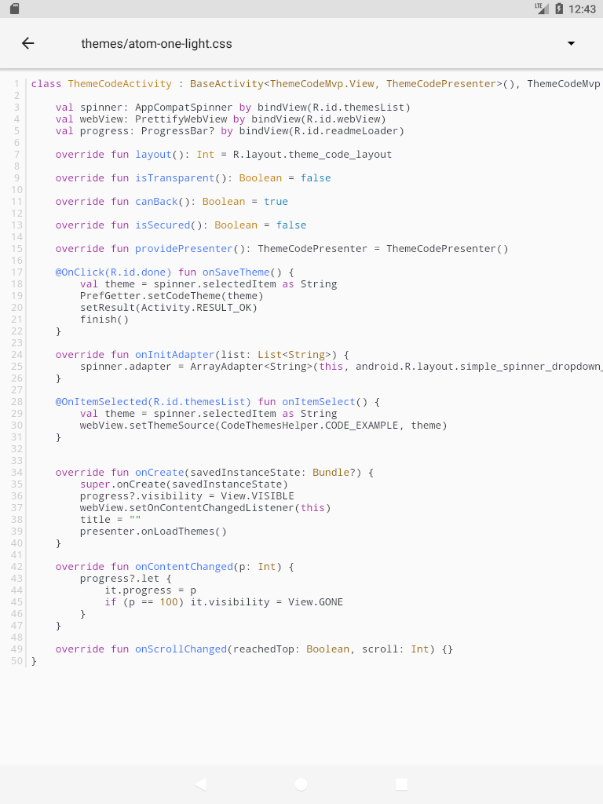 LTE 12:43
themes/atom-one-light.css
1 class ThemeCodeActivity : BaseActivity<ThemeCodeMvp.View, ThemeCodePresenter>(), ThemeCodeMvp
2
3 val spinner: AppCompatSpinner by bindView(R.id.themesList)
4 val webView: PrettifyWebView by bindView(R.id.webView)
5 val progress: ProgressBar? by bindView(R.id.readmeLoader)
6
7 override fun layout(): Int = R.layout.theme_code_layout
8
9 override fun isTransparent(): Boolean = false
10
11 override fun canBack(): Boolean = true
12
13 override fun isSecured(): Boolean = false
14
15 override fun providePresenter(): ThemeCodePresenter = ThemeCodePresenter()
16
17 @OnClick(R.id.done) fun onSaveTheme() {
18 val theme = spinner.selectedItem as String
19 PrefGetter.setCodeTheme(theme)
20 setResult(Activity.RESULT_OK)
21 finish()
22 }
23
24 override fun onInitAdapter(list: List<String>) {
25 spinner.adapter = ArrayAdapter<String>(this, android.R.layout.simple_spinner_dropdown_
26 }
27
28 @OnItemSelected(R.id.themesList) fun onItemSelect() {
29 val theme = spinner.selectedItem as String
30 webView.setThemeSource(CodeThemesHelper.CODE_EXAMPLE, theme)
31 }
32
33
34 override fun onCreate(savedInstanceState: Bundle?) {
35 super.onCreate(savedInstanceState)
36 progress?.visibility = View.VISIBLE
37 webView.setOnContentChangedListener(this)
38 title = ""
39 presenter.onLoadThemes()
40 }
41
42 override fun onContentChanged(p: Int) {
43 progress?.let {
44 it.progress = p
45 if (p == 100) it.visibility = View.GONE
46 }
47 }
48
49 override fun onScrollChanged(reachedTop: Boolean, scroll: Int) {}
50 }